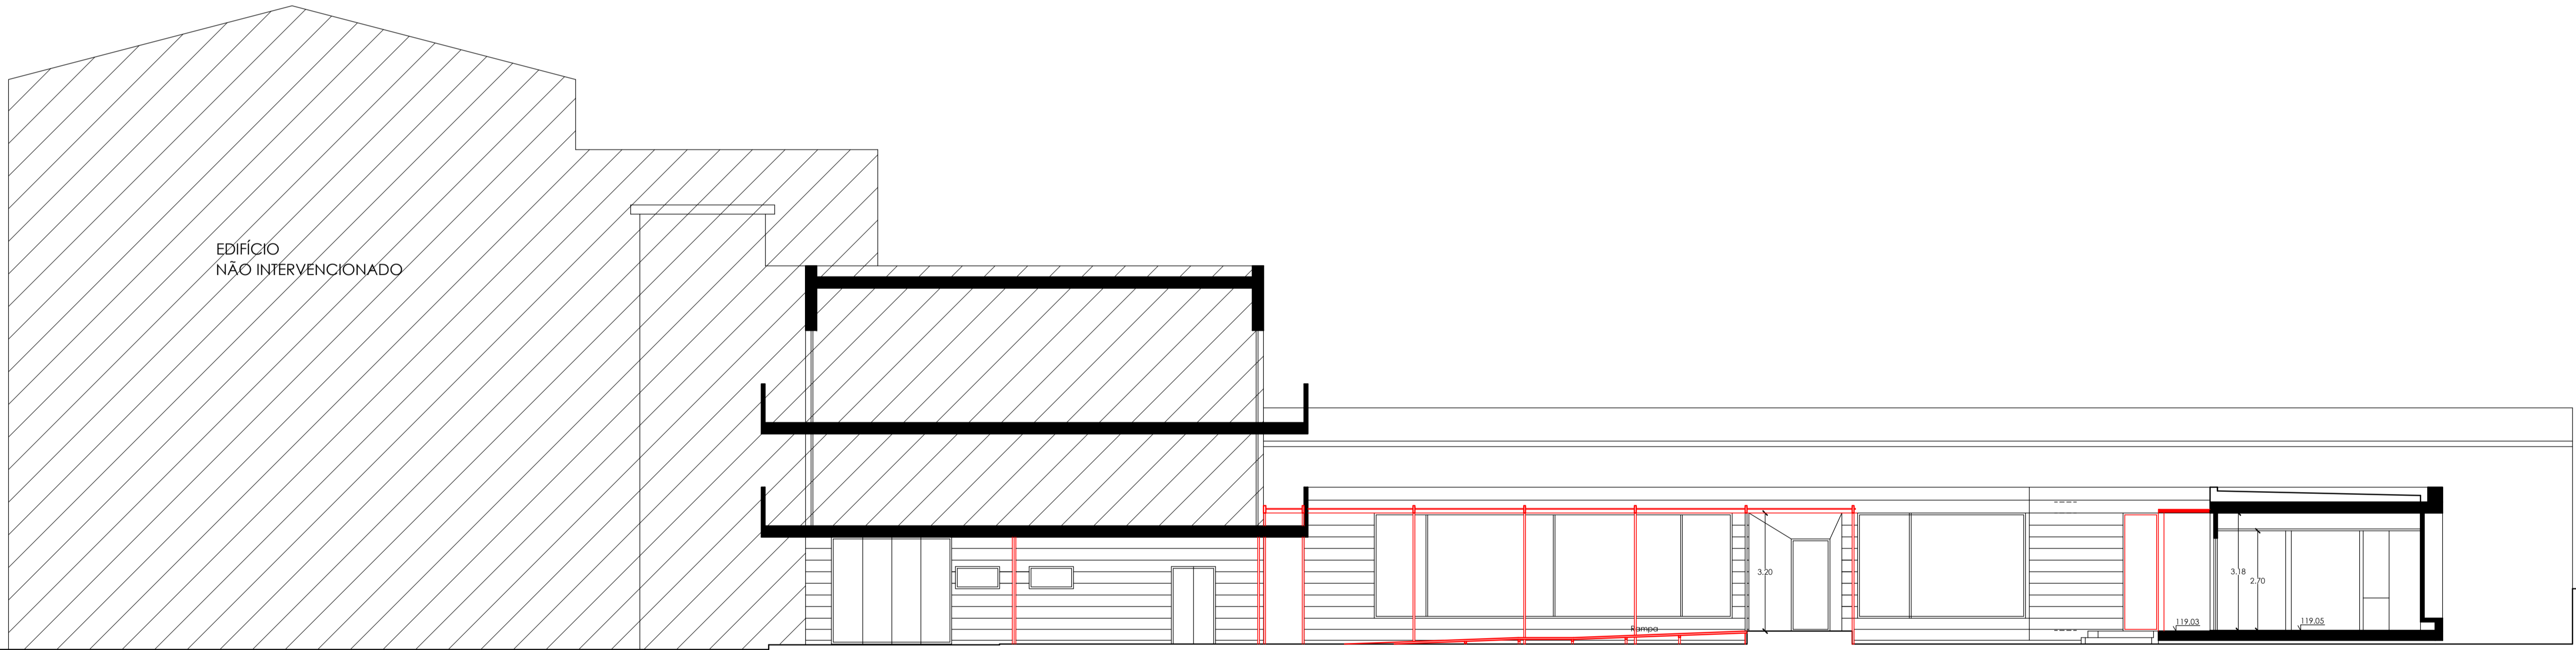 EDIFÍCIO
NÃO INTERVENCIONADO
3.20
Rampa
3.18
2.70
119.03
119.05